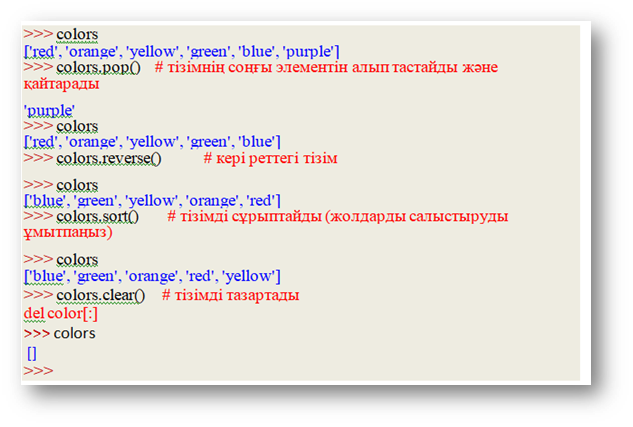 >>> colors
['red', 'orange', 'yellow', 'green', 'blue', 'purple']
>>> colors.pop() # тізімнің соңғы элементін алып тастайды және
қайтарады
'purple'
>>> colors
['red', 'orange', 'yellow', 'green', 'blue']
>>> colors.reverse() # кері реттегі тізім
>>> colors
['blue', 'green', 'yellow', 'orange', 'red']
>>> colors.sort() # тізімді сұрыптайды (жолдарды салыстыруды
ұмытпаңыз)
>>> colors
['blue', 'green', 'orange', 'red', 'yellow']
>>> colors.clear() # тізімді тазартады
del color[:]
>>> colors
[]
>>>